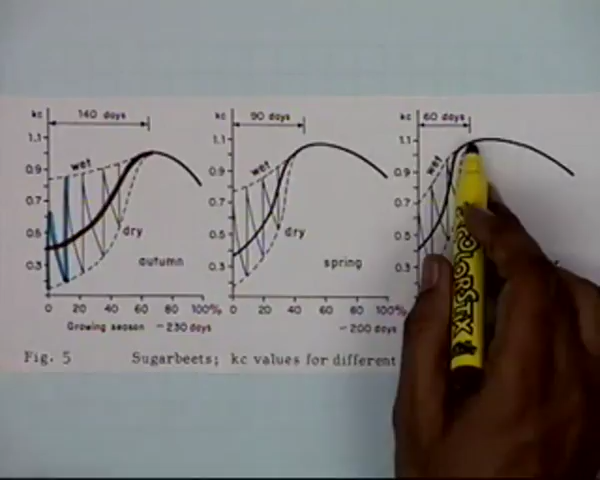 kc 140 days kc 90 days kc 60 days
1.1 1.1 1.1
0.9 wet 0.9 wet 0.9 wet
0.7 0.7 0.7
0.5 dry 0.5 dry 0.5
0.3 autumn 0.3 spring 0.3
0 20 40 60 80 100% 0 20 40 60 80 100%
Growing season ~230 days ~200 days
Fig. 5 Sugarbeets; kc values for different
COLORSTIX